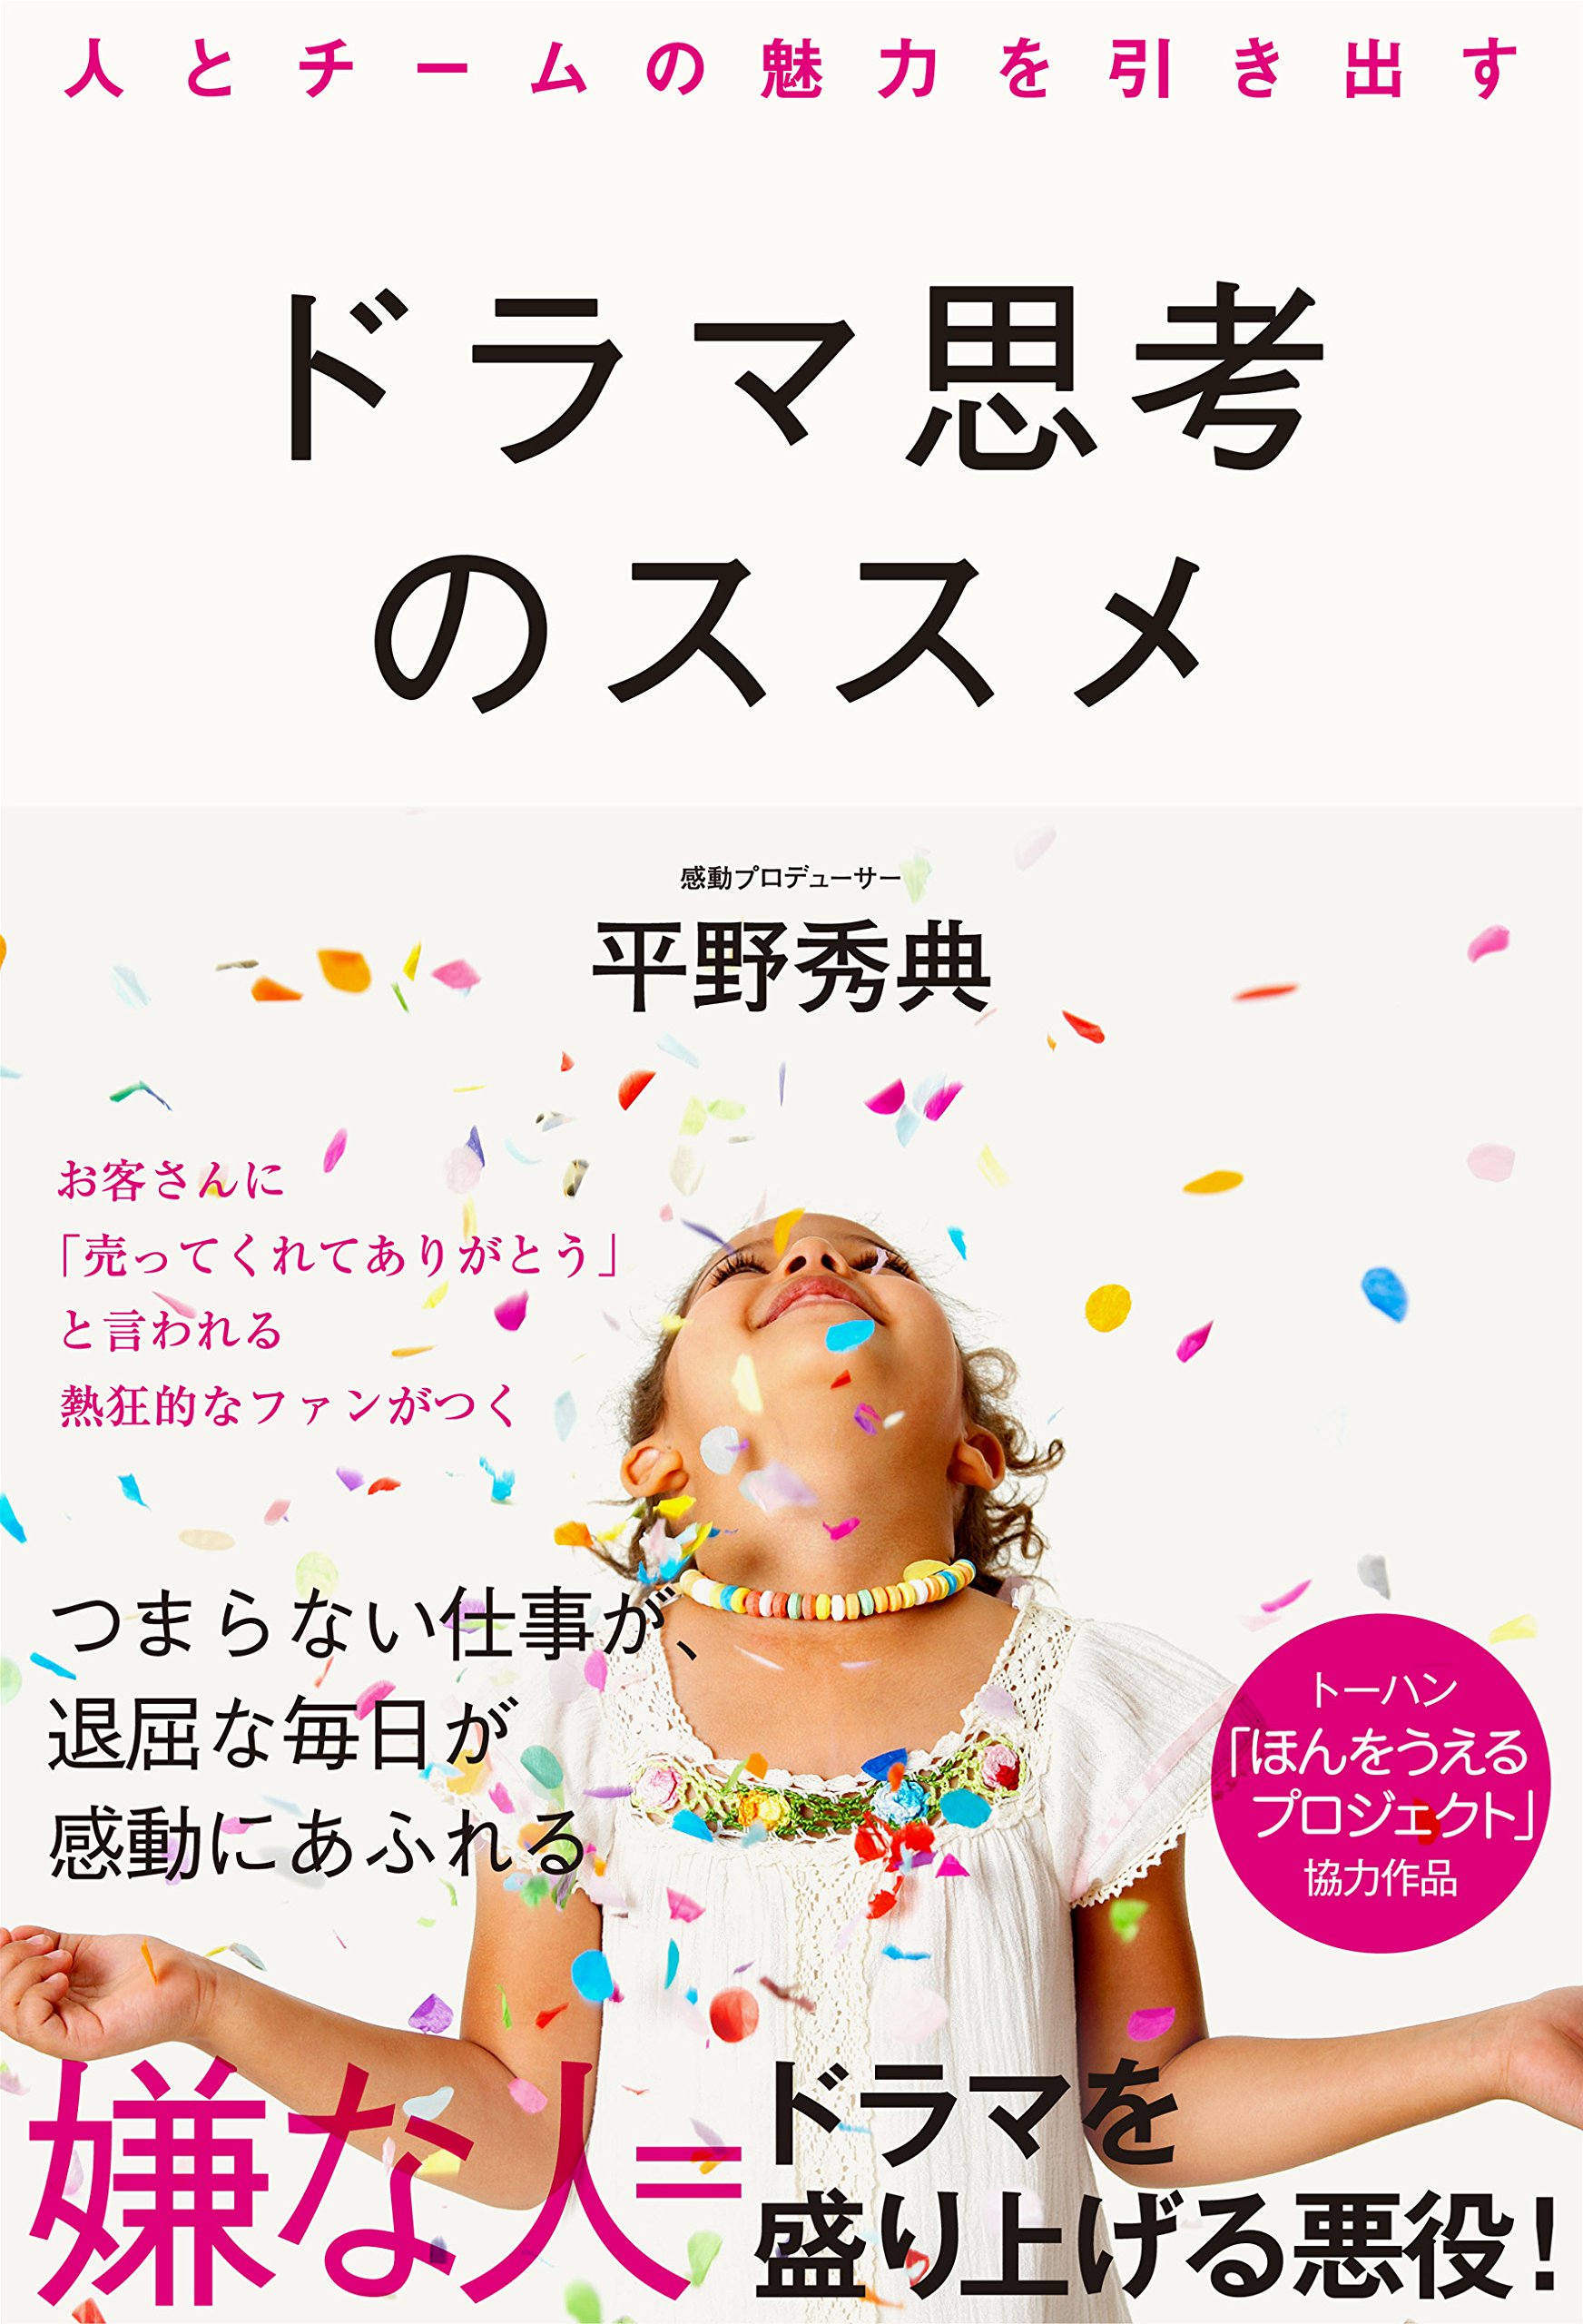 人とチームの魅力を引き出す
ドラマ思考
のススメ
感動プロデューサー
平野秀典
お客さんに
「売ってくれてありがとう」
と言われる
熱狂的なファンがつく
つまらない仕事が、
退屈な毎日が
感動にあふれる
トーハン
「ほんをうえる
プロジェクト」
協力作品
嫌な人=
ドラマを
盛り上げる悪役!